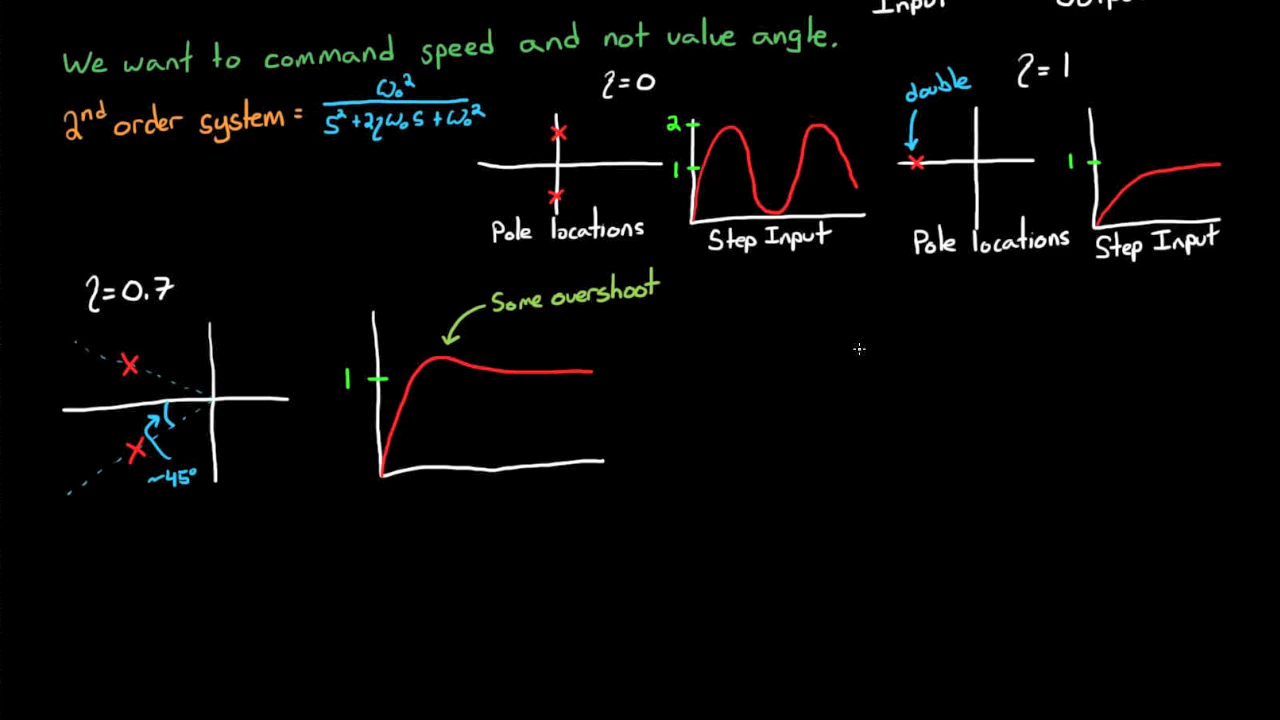 We want to command speed and not value angle.
2nd order system = ω₀² / s² + 2ζω₀s + ω₀²
ζ = 0
2
1
Pole locations
Step Input
double
ζ = 1
1
Pole locations
Step Input
ζ = 0.7
~45°
1
Some overshoot